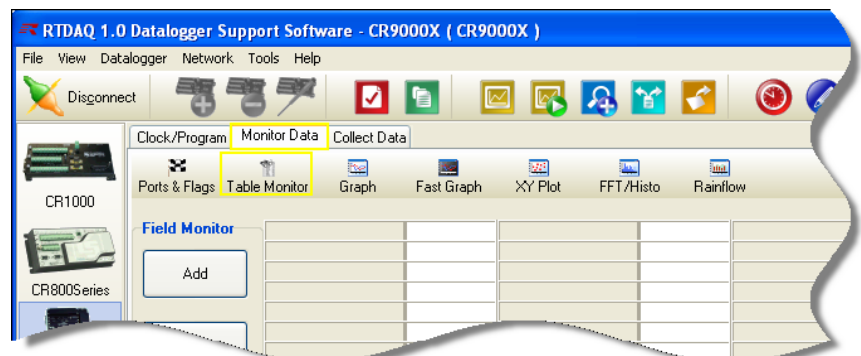 RTDAQ 1.0 Datalogger Support Software - CR9000X ( CR9000X )
File View Datalogger Network Tools Help
Disconnect
Clock/Program Monitor Data Collect Data
Ports & Flags Table Monitor Graph Fast Graph XY Plot FFT/Histo Rainflow
CR1000
Field Monitor
Add
CR800Series